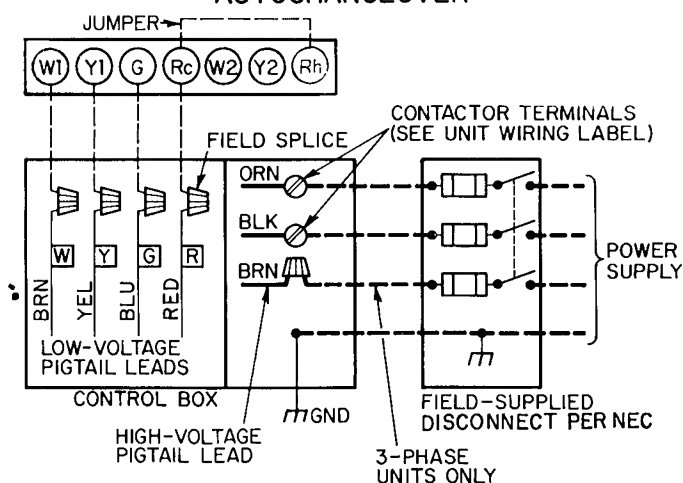 JUMPER
W1 Y1 G Rc W2 Y2 Rh
CONTACTOR TERMINALS
(SEE UNIT WIRING LABEL)
FIELD SPLICE
ORN
BLK
BRN
W Y G R
BRN YEL BLU RED
LOW-VOLTAGE
PIGTAIL LEADS
POWER
SUPPLY
CONTROL BOX
GND
FIELD-SUPPLIED
DISCONNECT PER NEC
HIGH-VOLTAGE
PIGTAIL LEAD
3-PHASE
UNITS ONLY